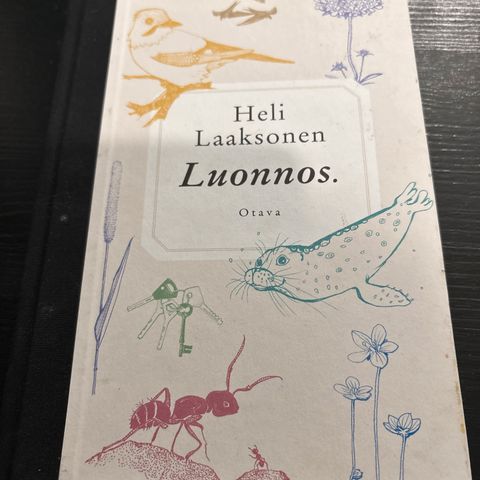 Heli
Laaksonen
Luonnos.
Otava